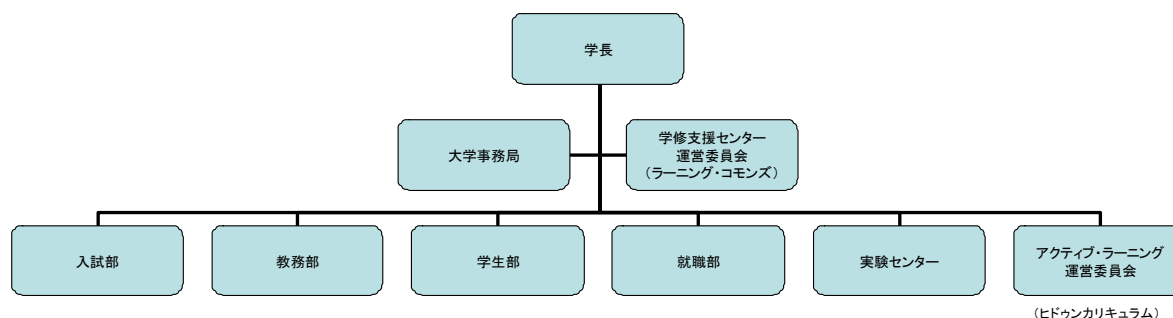 学長
大学事務局
学修支援センター
運営委員会
（ラーニング・コモンズ）
入試部
教務部
学生部
就職部
実験センター
アクティブ・ラーニング
運営委員会
（ヒドゥンカリキュラム）